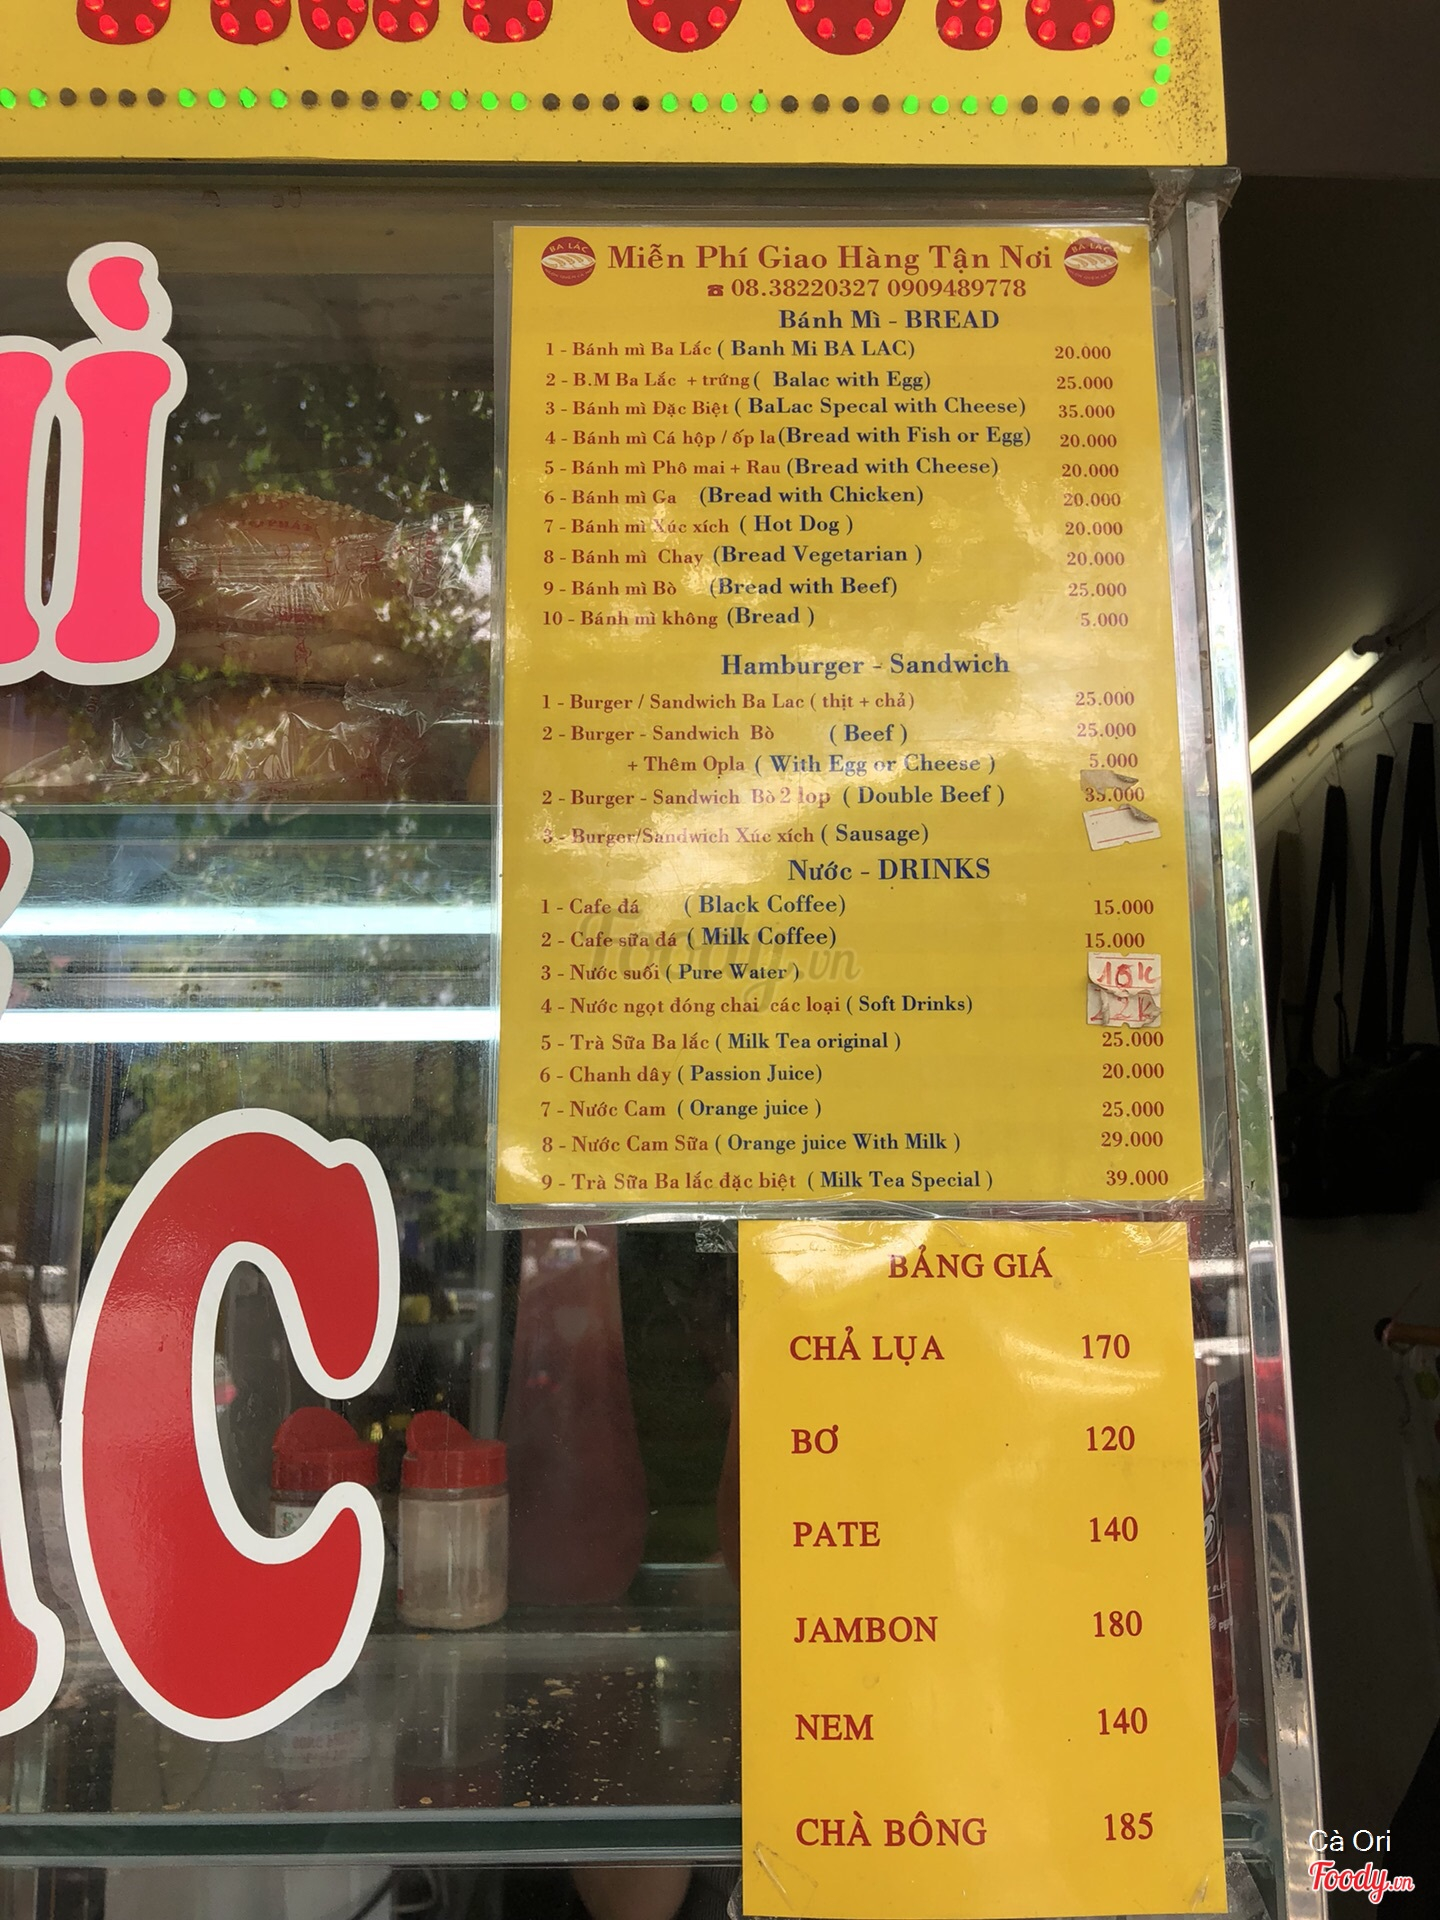 BA LẮC Miễn Phí Giao Hàng Tận Nơi BA LẮC
☎ 08.38220327 0909489778
Bánh Mì - BREAD
1 - Bánh mì Ba Lắc ( Banh Mi BA LAC) 20.000
2 - B.M Ba Lắc + trứng ( Balac with Egg) 25.000
3 - Bánh mì Đặc Biệt ( BaLac Specal with Cheese) 35.000
4 - Bánh mì Cá hộp / ốp la (Bread with Fish or Egg) 20.000
5 - Bánh mì Phô mai + Rau (Bread with Cheese) 20.000
6 - Bánh mì Ga (Bread with Chicken) 20.000
7 - Bánh mì Xúc xích ( Hot Dog ) 20.000
8 - Bánh mì Chay (Bread Vegetarian ) 20.000
9 - Bánh mì Bò (Bread with Beef) 25.000
10 - Bánh mì không (Bread ) 5.000
Hamburger - Sandwich
1 - Burger / Sandwich Ba Lac ( thịt + chả) 25.000
2 - Burger - Sandwich Bò ( Beef ) 25.000
+ Thêm Opla ( With Egg or Cheese ) 5.000
2 - Burger - Sandwich Bò 2 lop ( Double Beef ) 35.000
3 - Burger/Sandwich Xúc xích ( Sausage)
Nước - DRINKS
1 - Cafe đá ( Black Coffee) 15.000
2 - Cafe sữa đá ( Milk Coffee) 15.000
3 - Nước suối ( Pure Water ) 10k
4 - Nước ngọt đóng chai các loại ( Soft Drinks) 12k
5 - Trà Sữa Ba lắc ( Milk Tea original ) 25.000
6 - Chanh dây ( Passion Juice) 20.000
7 - Nước Cam ( Orange juice ) 25.000
8 - Nước Cam Sữa ( Orange juice With Milk ) 29.000
9 - Trà Sữa Ba lắc đặc biệt ( Milk Tea Special ) 39.000
Foody.vn
BẢNG GIÁ
CHẢ LỤA 170
BƠ 120
PATE 140
JAMBON 180
NEM 140
CHÀ BÔNG 185
Cà Ori
Foody.vn